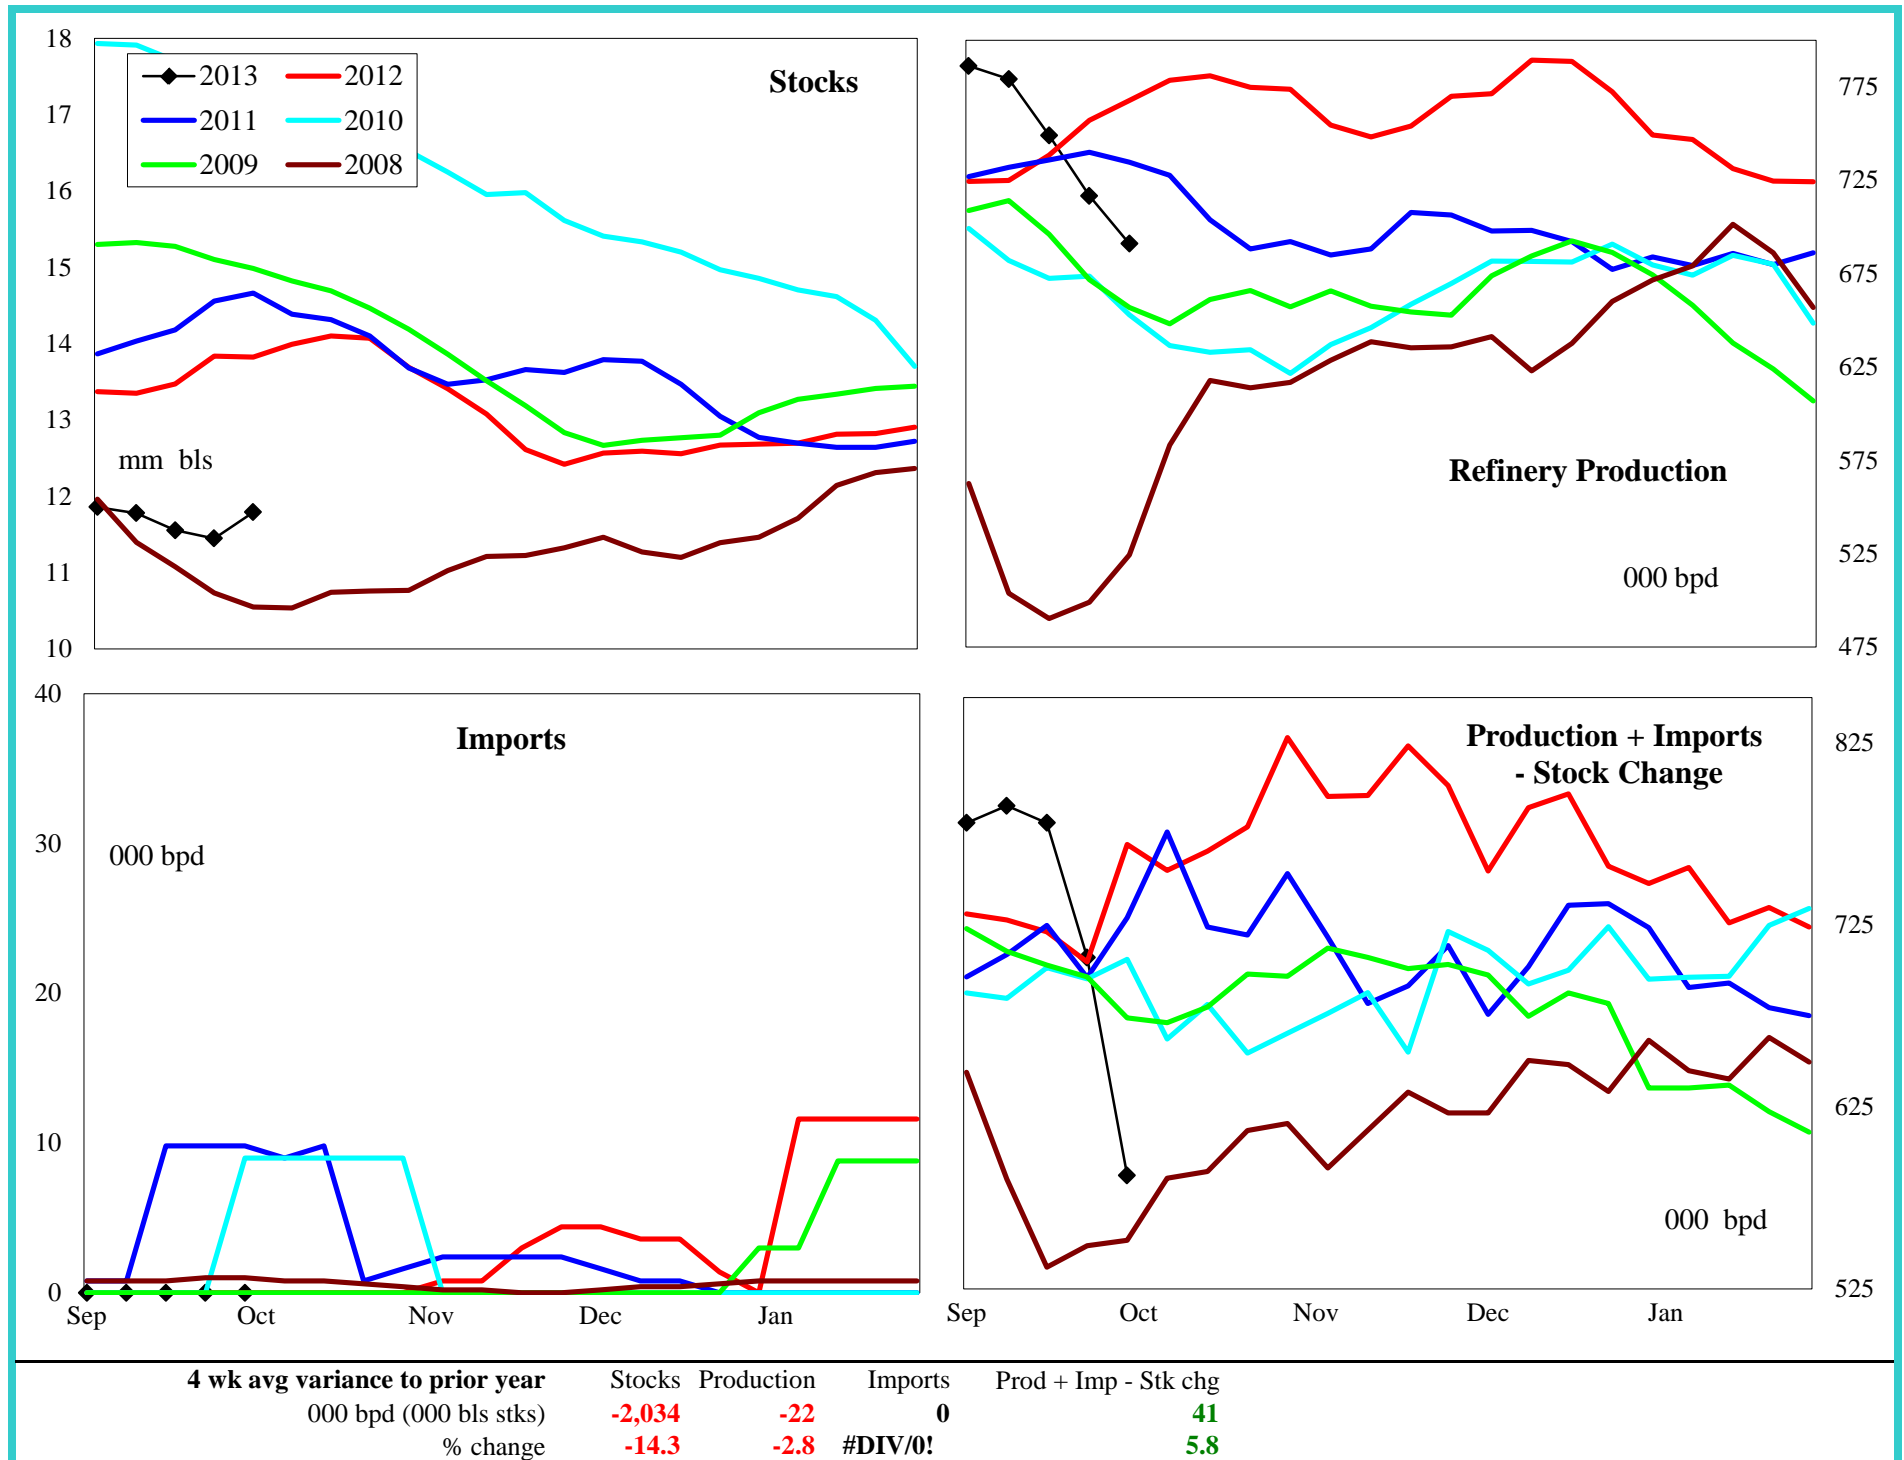 18
17
16
15
14
13
12
11
10
2013
2012
2011
2010
2009
2008
Stocks
mm bls
775
725
675
625
575
525
475
Refinery Production
000 bpd
40
30
20
10
0
Imports
000 bpd
Sep Oct Nov Dec Jan
Production + Imports
- Stock Change
825
725
625
525
000 bpd
Sep Oct Nov Dec Jan
4 wk avg variance to prior year Stocks Production Imports Prod + Imp - Stk chg
000 bpd (000 bls stks) -2,034 -22 0 41
% change -14.3 -2.8 #DIV/0! 5.8